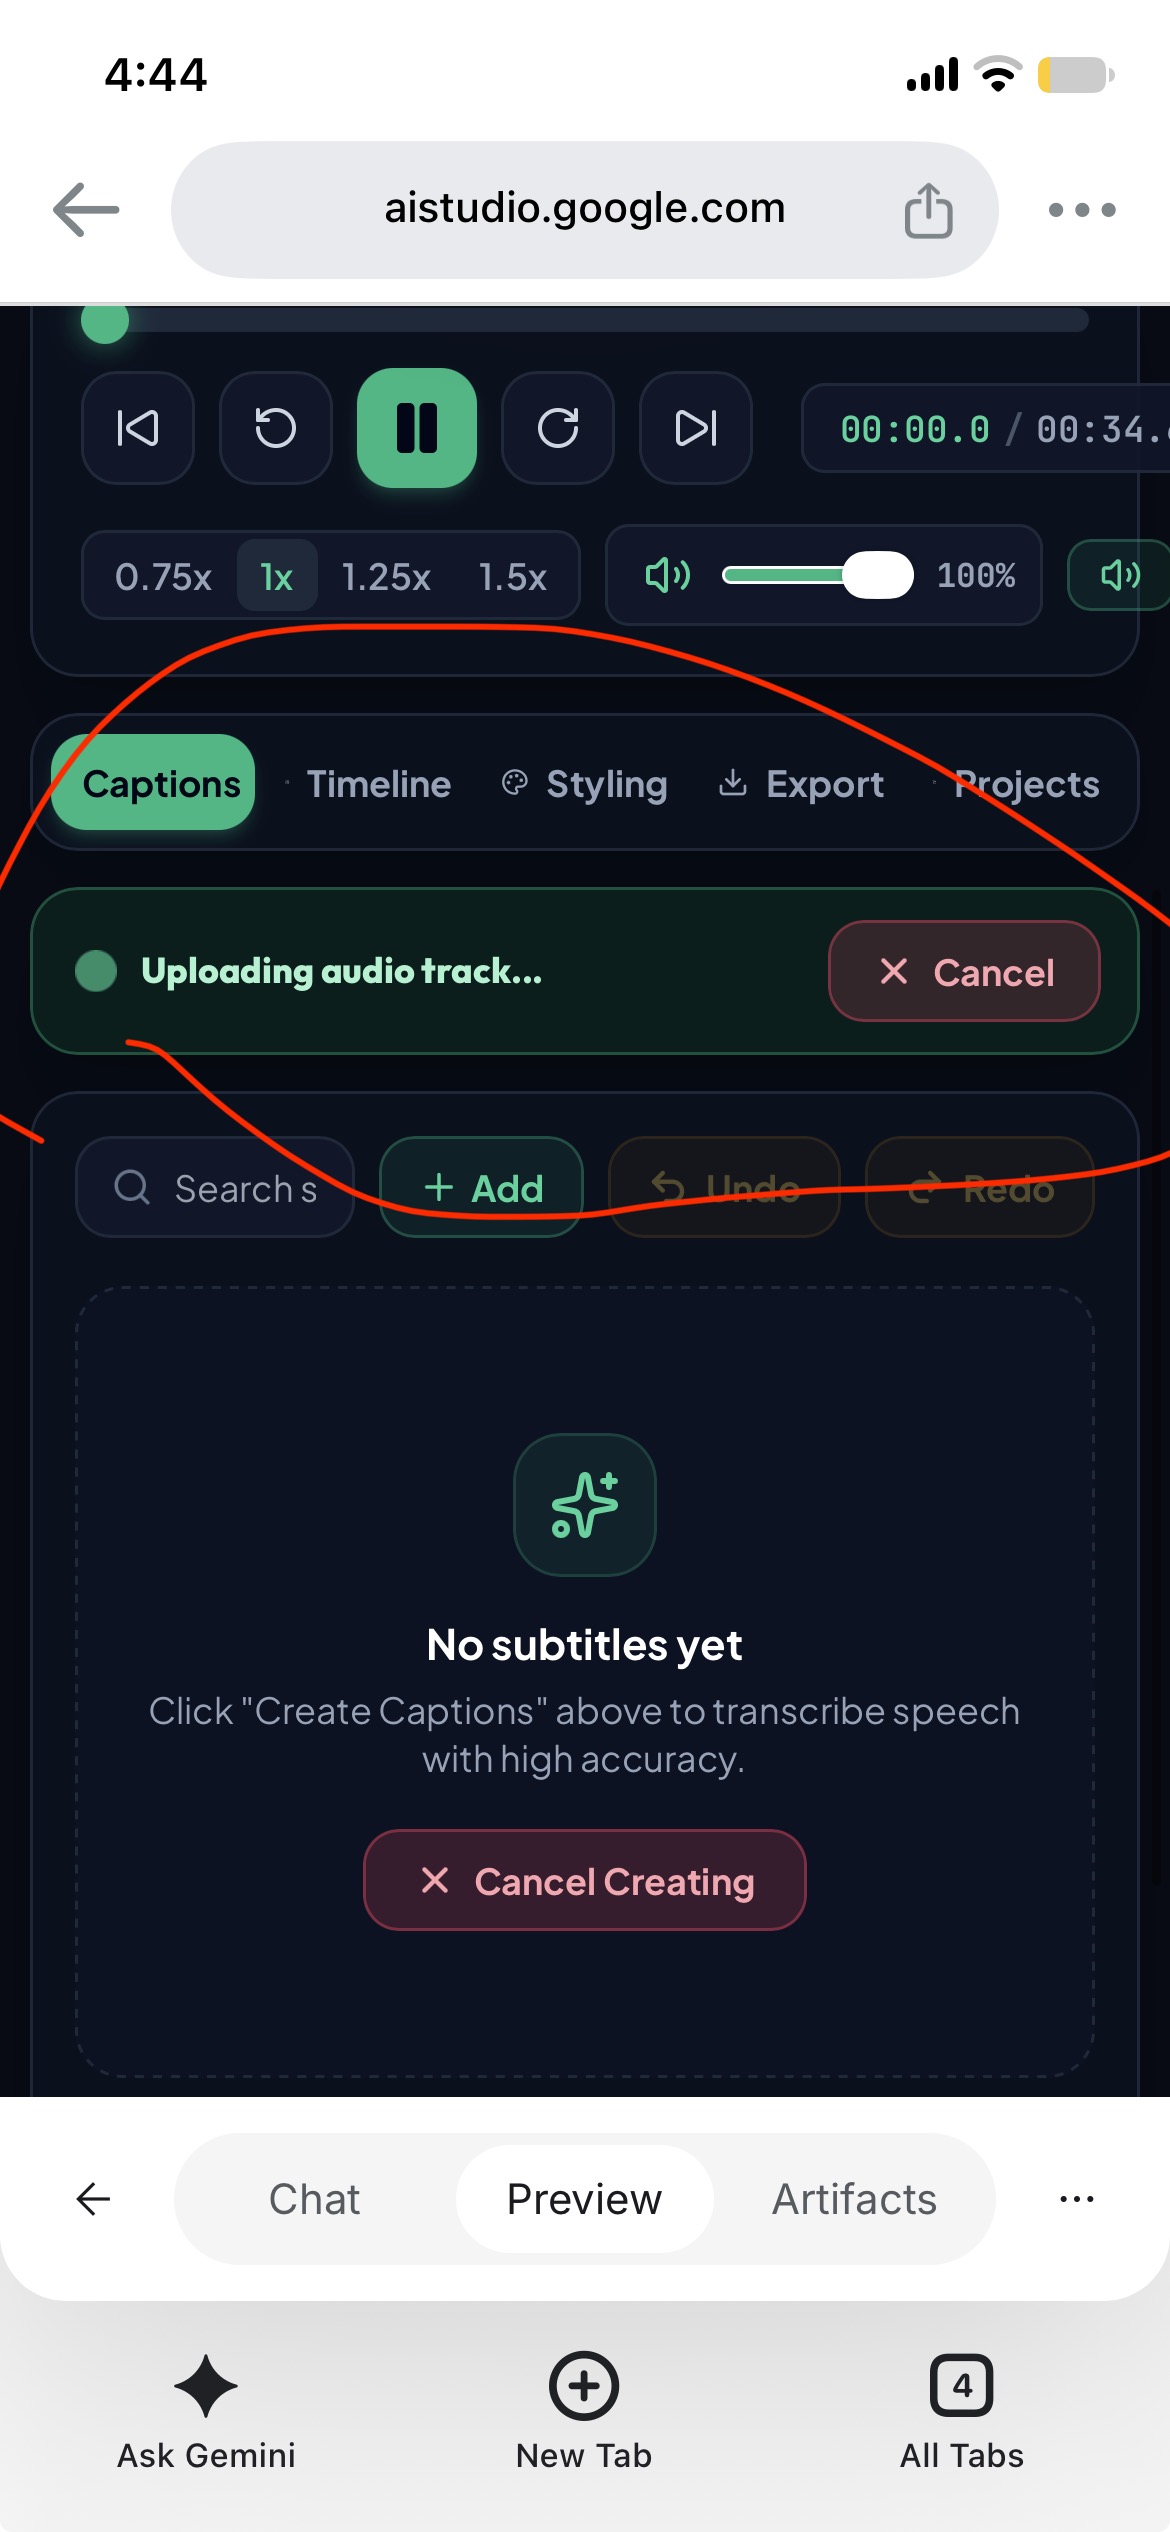 4:44
aistudio.google.com
00:00.0 / 00:34.
0.75x 1x 1.25x 1.5x 100%
Captions Timeline Styling Export Projects
Uploading audio track... Cancel
Search s Add Undo Redo
No subtitles yet
Click "Create Captions" above to transcribe speech
with high accuracy.
Cancel Creating
Chat Preview Artifacts
4
Ask Gemini New Tab All Tabs